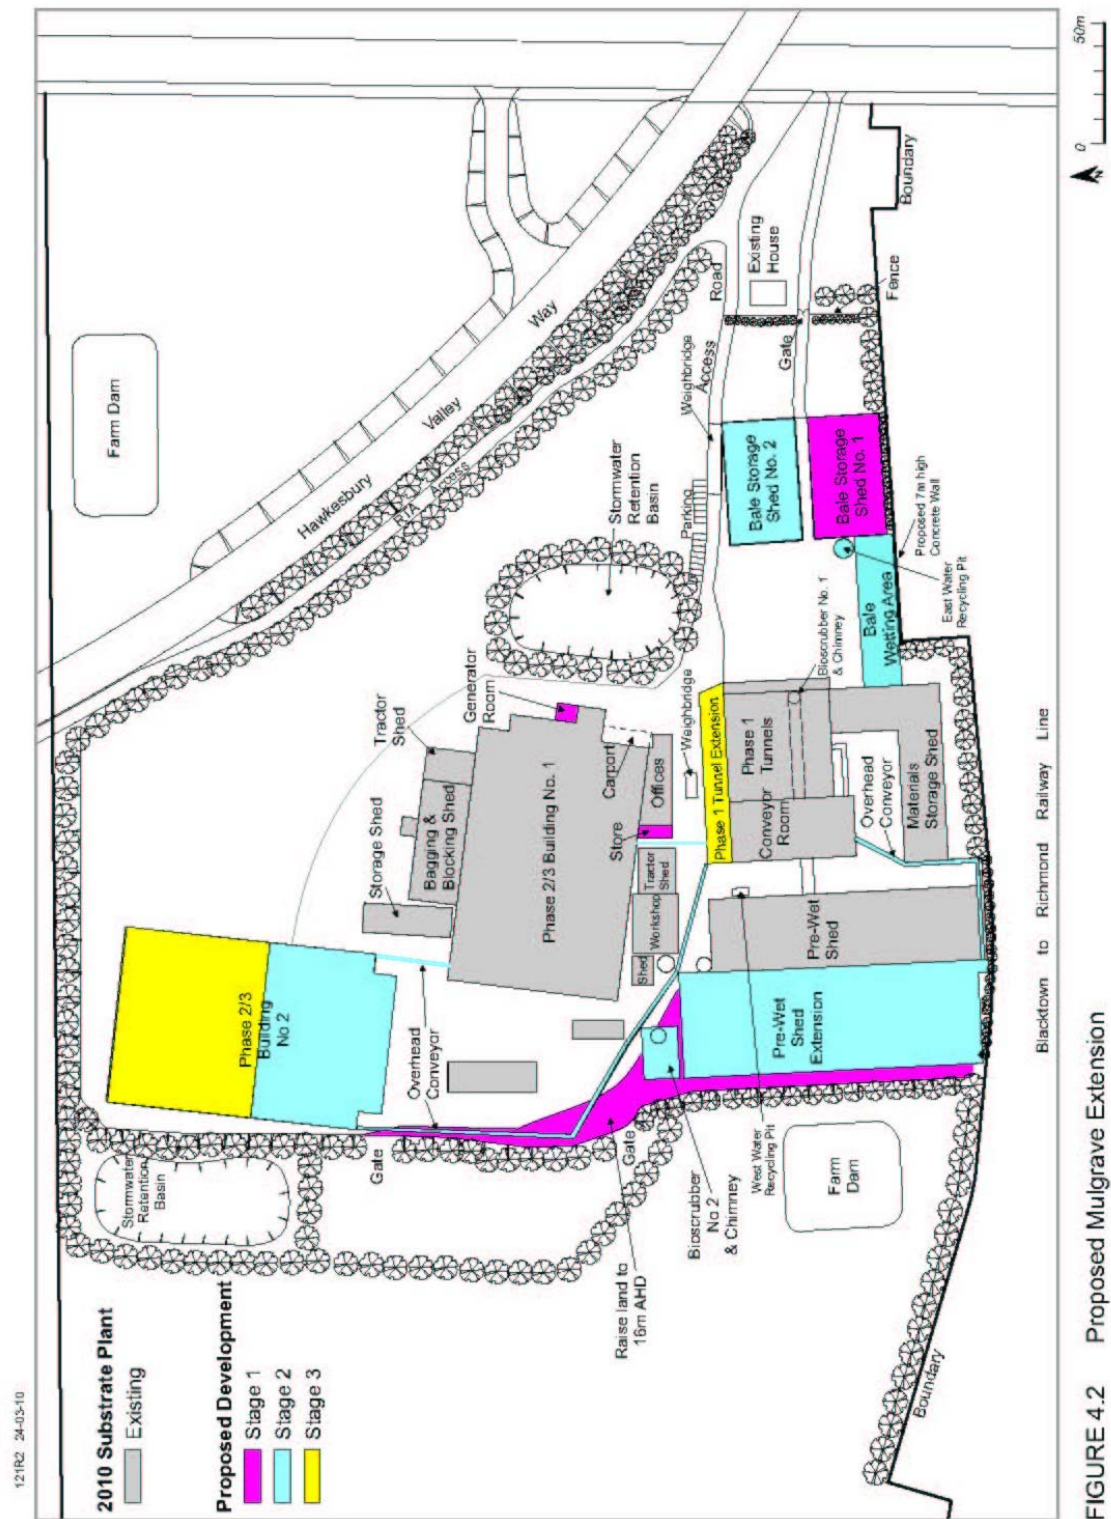 121R2 24-03-10
2010 Substrate Plant
Existing
Proposed Development
Stage 1
Stage 2
Stage 3
Farm Dam
Hawkesbury
Valley
Way
RTA
Access
Stormwater
Retention
Basin
Gate
Phase 2/3
Building
No 2
Overhead
Conveyor
Storage Shed
Bagging &
Blocking Shed
Tractor
Shed
Generator
Room
Phase 2/3 Building No. 1
Carport
Offices
Store
Tractor
Shed
Workshop
Shed
Stormwater
Retention
Basin
Parking
Weighbridge
Access
Road
Existing
House
Gate
Fence
Boundary
Weighbridge
Bale Storage
Shed No. 2
Bale Storage
Shed No. 1
Proposed 7m high
Concrete Wall
East Water
Recycling Pit
Bale
Wetting Area
Bioscrubber No. 1
& Chimney
Phase 1 Tunnel Extension
Phase 1
Tunnels
Conveyor
Room
Materials
Storage Shed
Overhead
Conveyor
Pre-Wet
Shed
Pre-Wet
Shed
Extension
Gate
Raise land to
16m AHD
Bioscrubber
No 2
& Chimney
West Water
Recycling Pit
Farm
Dam
Boundary
Blacktown to Richmond Railway Line
N
0 50m
FIGURE 4.2 Proposed Mulgrave Extension